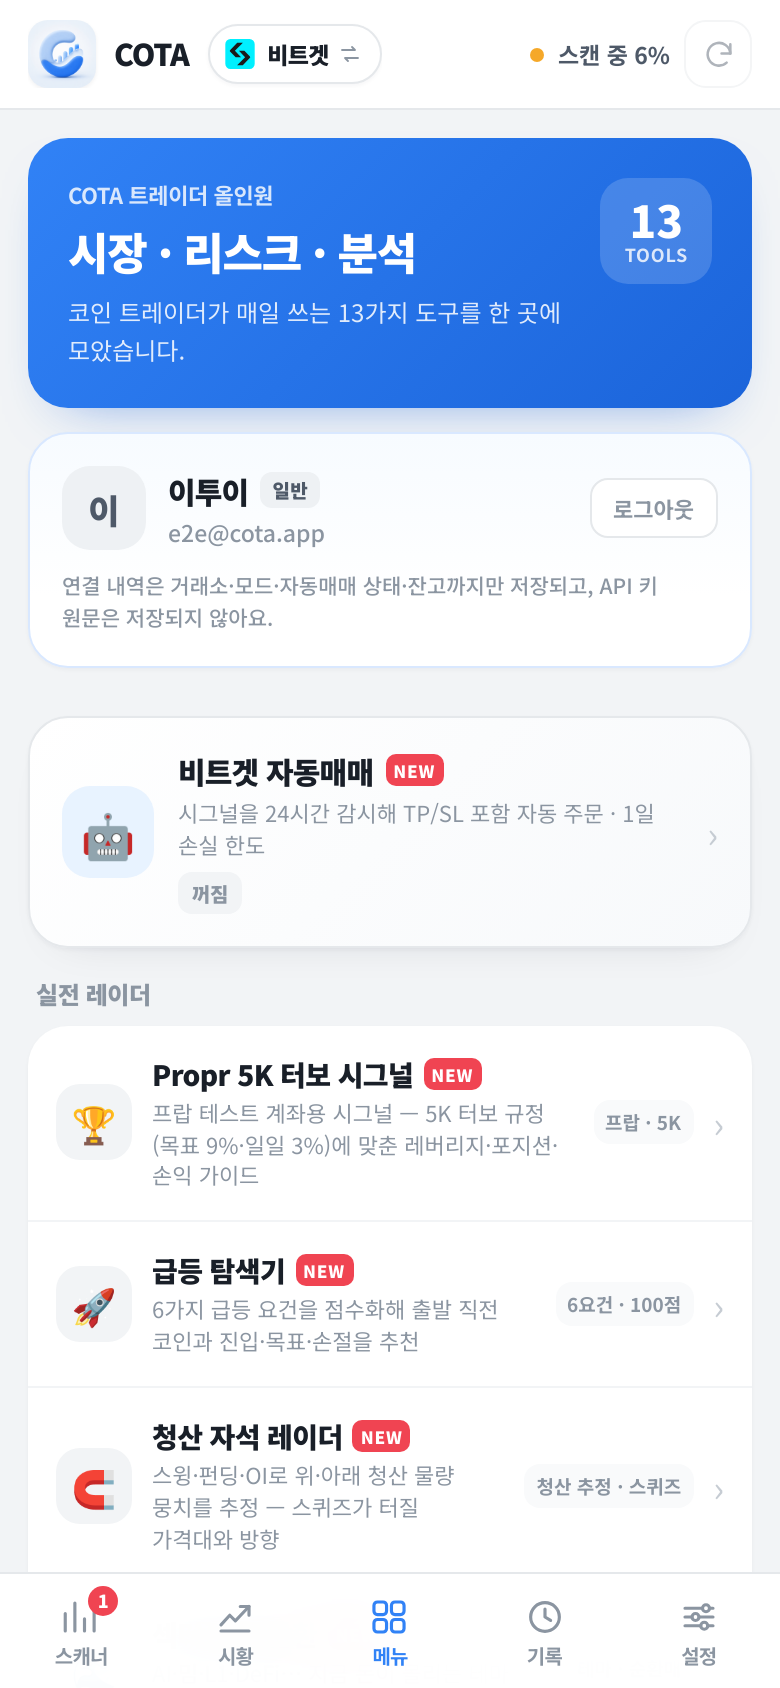 COTA 비트겟 스캔 중 6%
COTA 트레이더 올인원
시장 · 리스크 · 분석
13
TOOLS
코인 트레이더가 매일 쓰는 13가지 도구를 한 곳에
모았습니다.
이
이투이 일반
e2e@cota.app
로그아웃
연결 내역은 거래소·모드·자동매매 상태·잔고까지만 저장되고, API 키
원문은 저장되지 않아요.
비트겟 자동매매 NEW
시그널을 24시간 감시해 TP/SL 포함 자동 주문 · 1일
손실 한도
꺼짐
실전 레이더
Propr 5K 터보 시그널 NEW
프랍 테스트 계좌용 시그널 — 5K 터보 규정
(목표 9%·일일 3%)에 맞춘 레버리지·포지션·
손익 가이드
프랍 · 5K
급등 탐색기 NEW
6가지 급등 요건을 점수화해 출발 직전
코인과 진입·목표·손절을 추천
6요건 · 100점
청산 자석 레이더 NEW
스윙·펀딩·OI로 위·아래 청산 물량
뭉치를 추정 — 스퀴즈가 터질
가격대와 방향
청산 추정 · 스퀴즈
1
스캐너 시황 메뉴 기록 설정